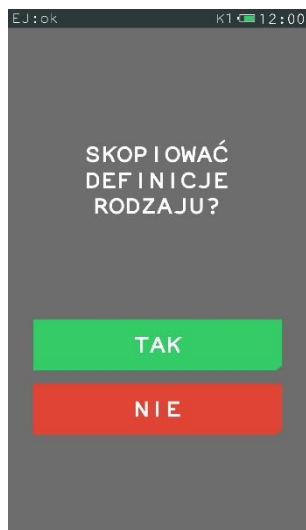 EJ:ok K1 12:00
SKOPIOWAĆ
DEFINICJE
RODZAJU?
TAK
NIE